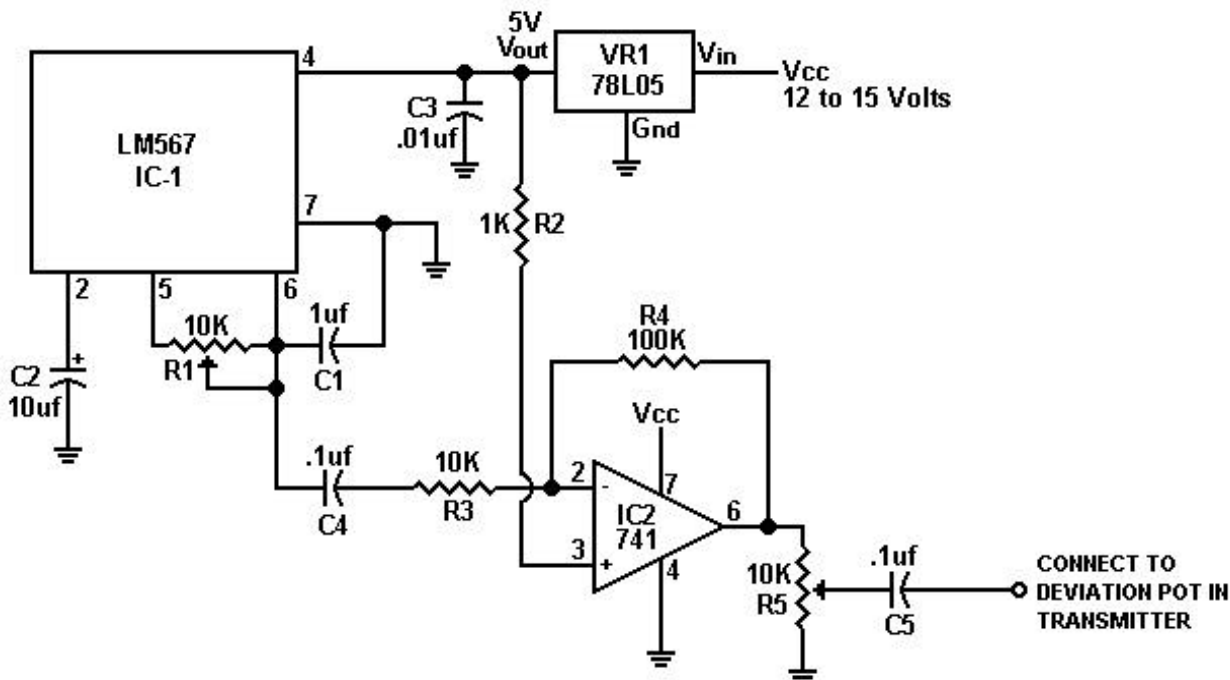 5V
Vout
VR1
78L05
Vin
Vcc
12 to 15 Volts
Gnd
4
C3
.01uf
LM567
IC-1
7
1K
R2
2
5
6
10K
R1
1uf
C1
C2
+
10uf
R4
100K
Vcc
.1uf
C4
10K
R3
2
-
7
IC2
741
6
3
+
4
10K
R5
.1uf
C5
CONNECT TO
DEVIATION POT IN
TRANSMITTER